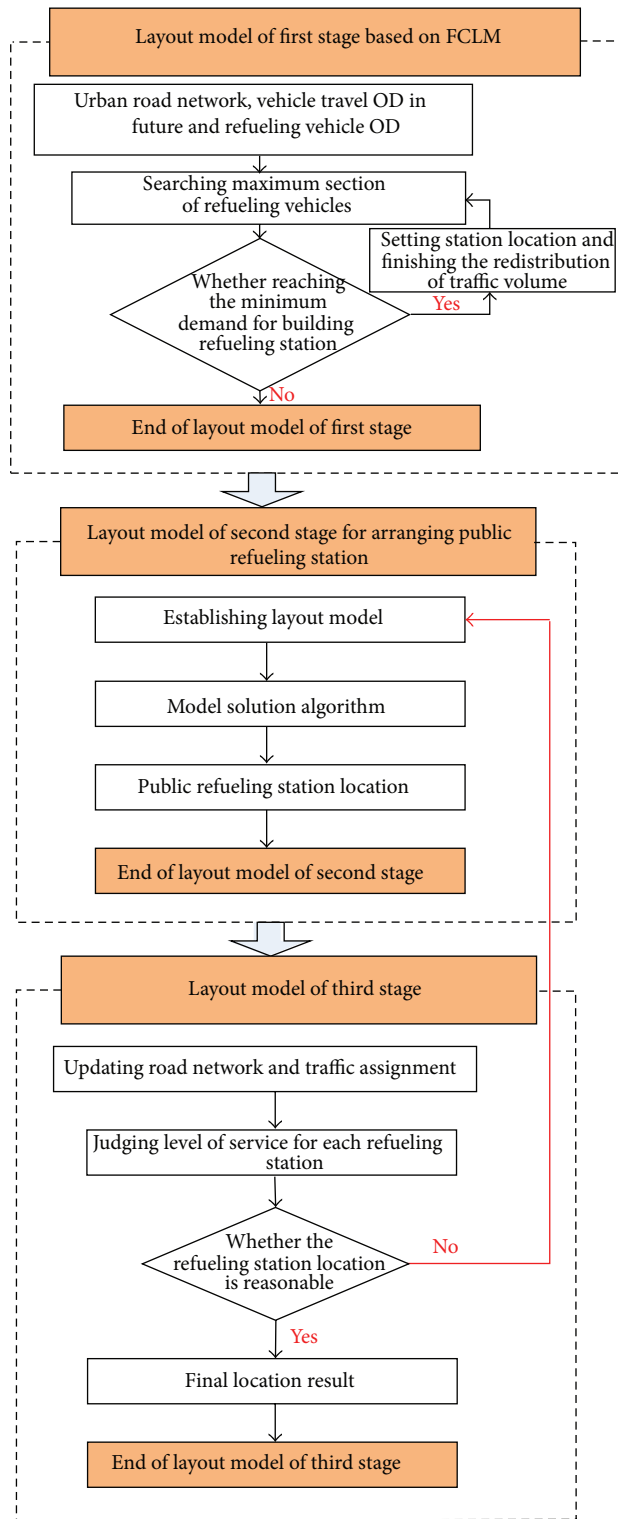 Layout model of first stage based on FCLM
Urban road network, vehicle travel OD in
future and refueling vehicle OD
Searching maximum section
of refueling vehicles
Setting station location and
finishing the redistribution
of traffic volume
Whether reaching
the minimum
demand for building
refueling station
Yes
No
End of layout model of first stage
Layout model of second stage for arranging public
refueling station
Establishing layout model
Model solution algorithm
Public refueling station location
End of layout model of second stage
Layout model of third stage
Updating road network and traffic assignment
Judging level of service for each refueling
station
Whether the
refueling station location
is reasonable
No
Yes
Final location result
End of layout model of third stage